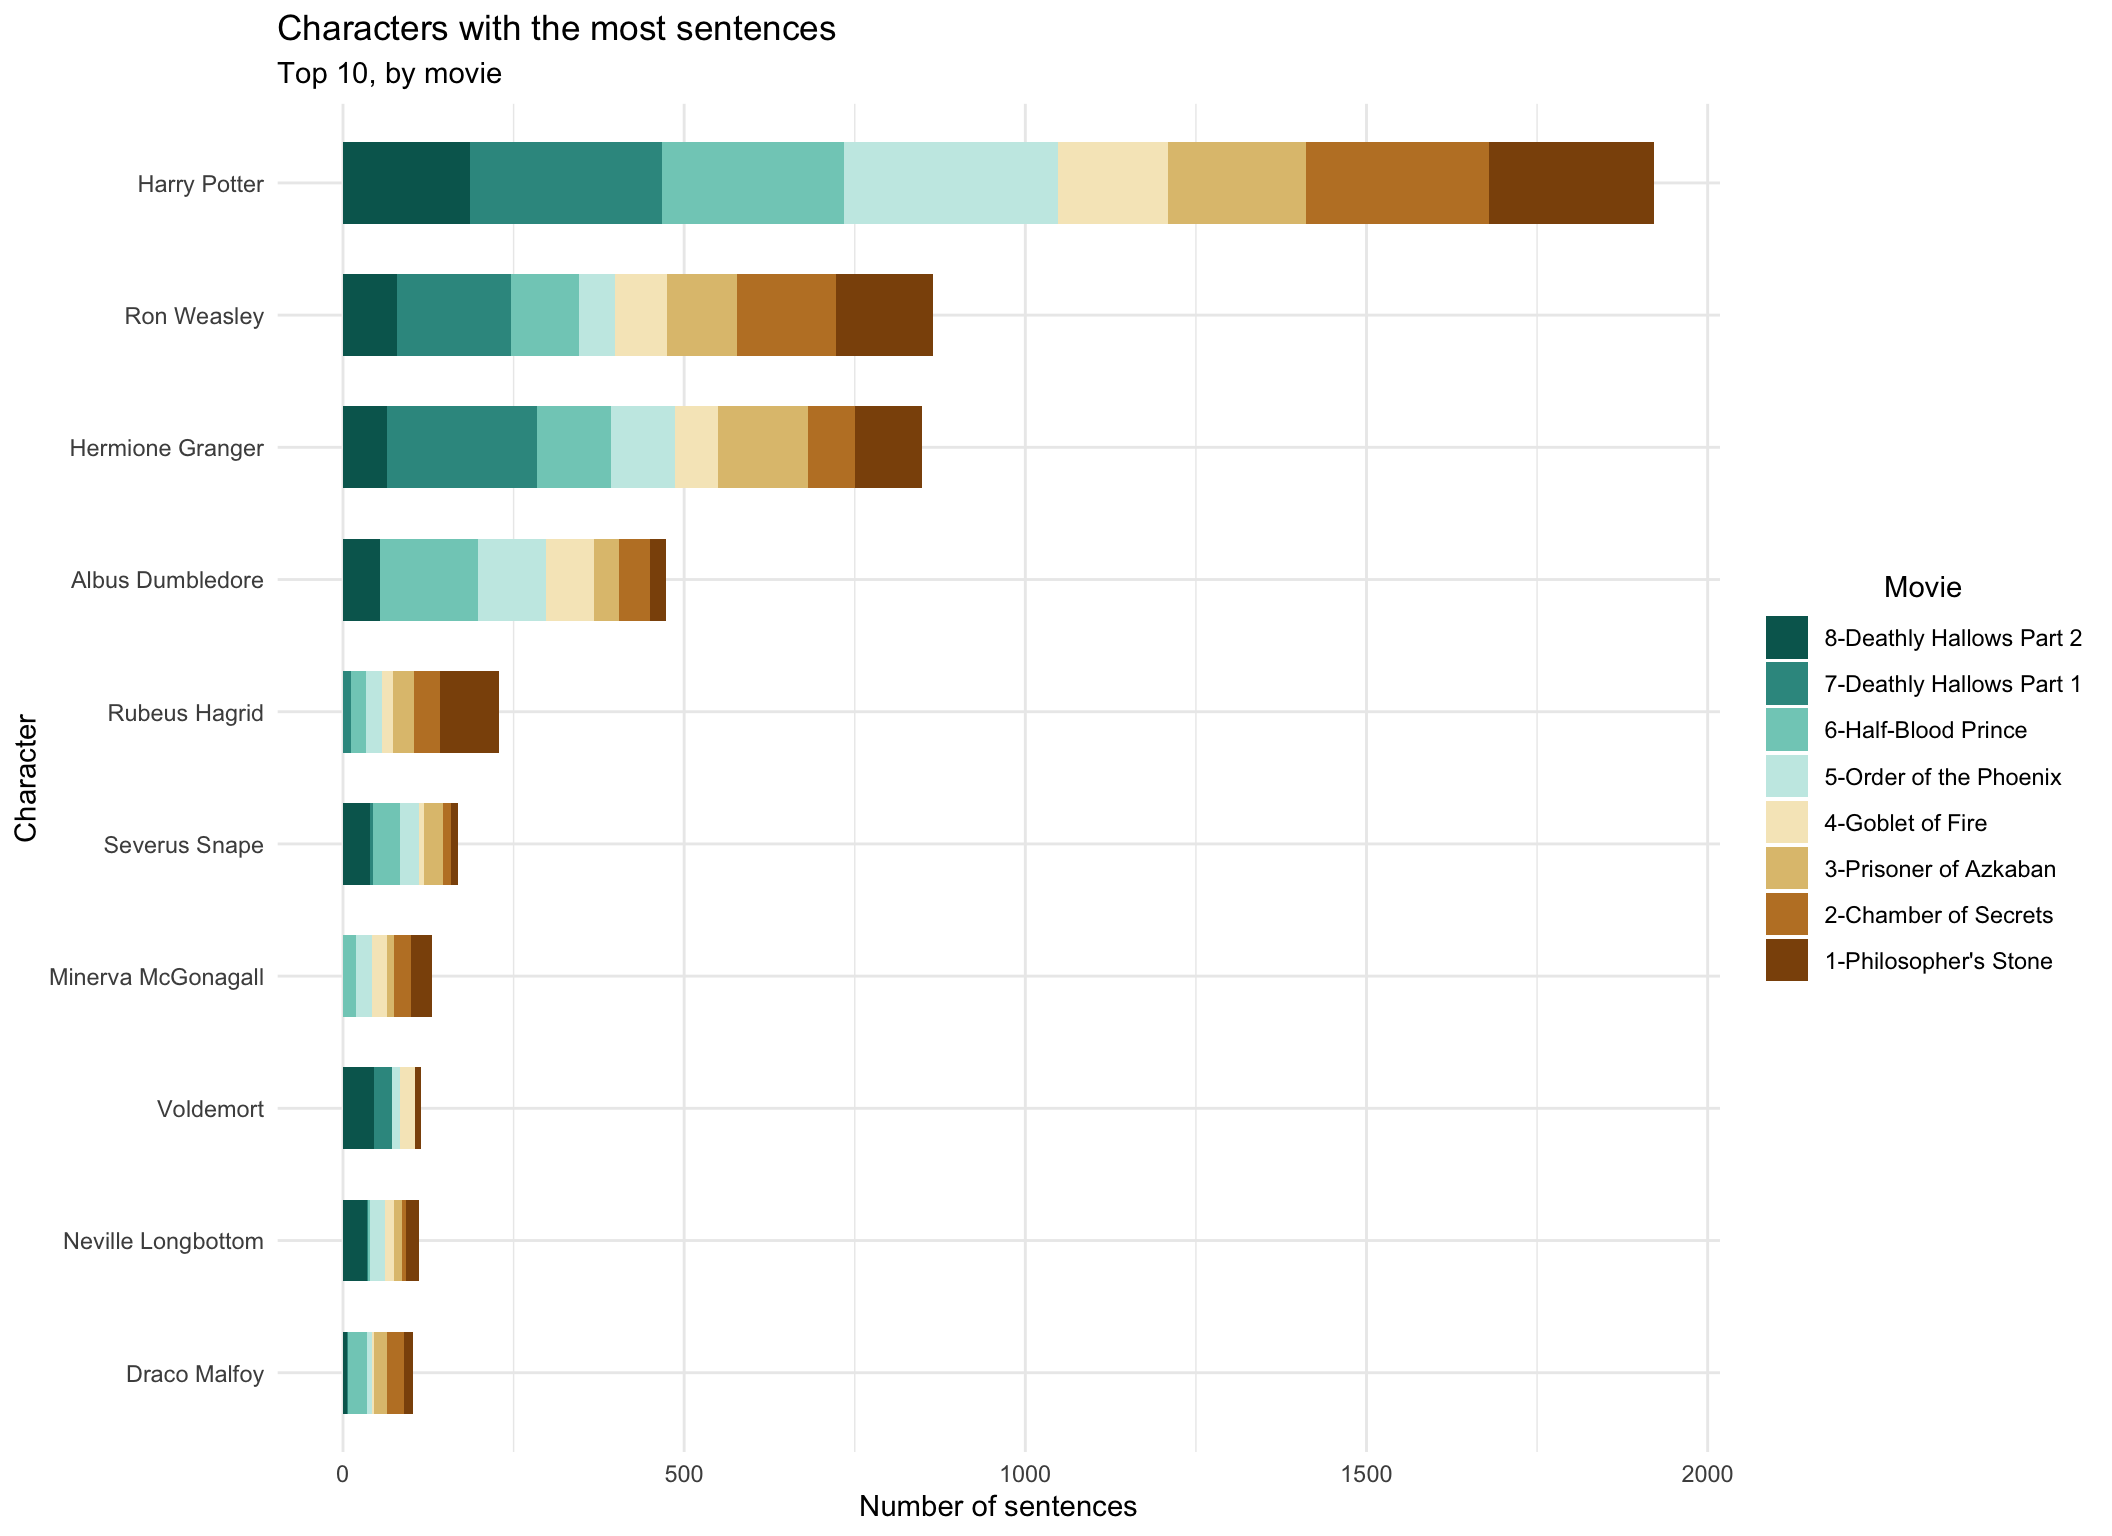 Characters with the most sentences
Top 10, by movie
Character
Harry Potter
Ron Weasley
Hermione Granger
Albus Dumbledore
Rubeus Hagrid
Severus Snape
Minerva McGonagall
Voldemort
Neville Longbottom
Draco Malfoy
0 500 1000 1500 2000
Number of sentences
Movie
8-Deathly Hallows Part 2
7-Deathly Hallows Part 1
6-Half-Blood Prince
5-Order of the Phoenix
4-Goblet of Fire
3-Prisoner of Azkaban
2-Chamber of Secrets
1-Philosopher's Stone